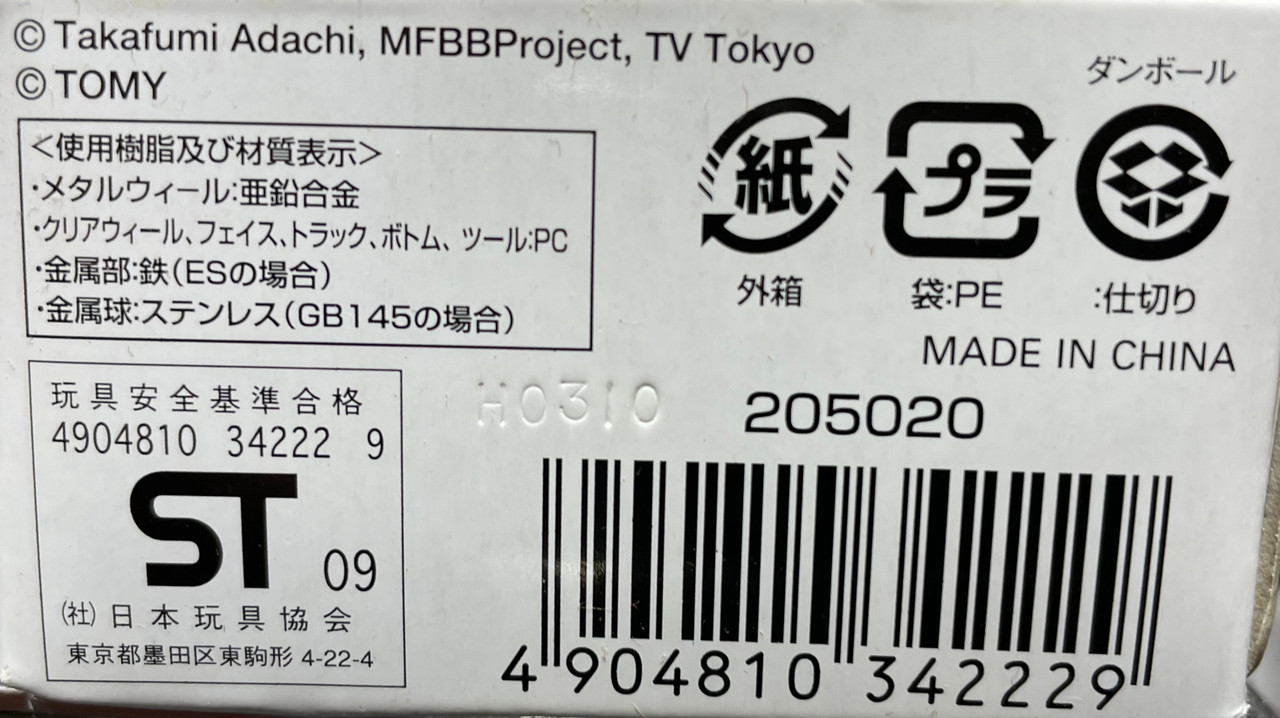 © Takafumi Adachi, MFBBProject, TV Tokyo
© TOMY
<使用樹脂及び材質表示>
・メタルウィール:亜鉛合金
・クリアウィール、フェイス、トラック、ボトム、ツール:PC
・金属部:鉄(ESの場合)
・金属球:ステンレス(GB145の場合)
ダンボール
紙
プラ
外箱
袋:PE
:仕切り
MADE IN CHINA
玩具安全基準合格
4904810 34222 9
ST
09
(社)日本玩具協会
東京都墨田区東駒形 4-22-4
H0310
205020
4 904810 342229